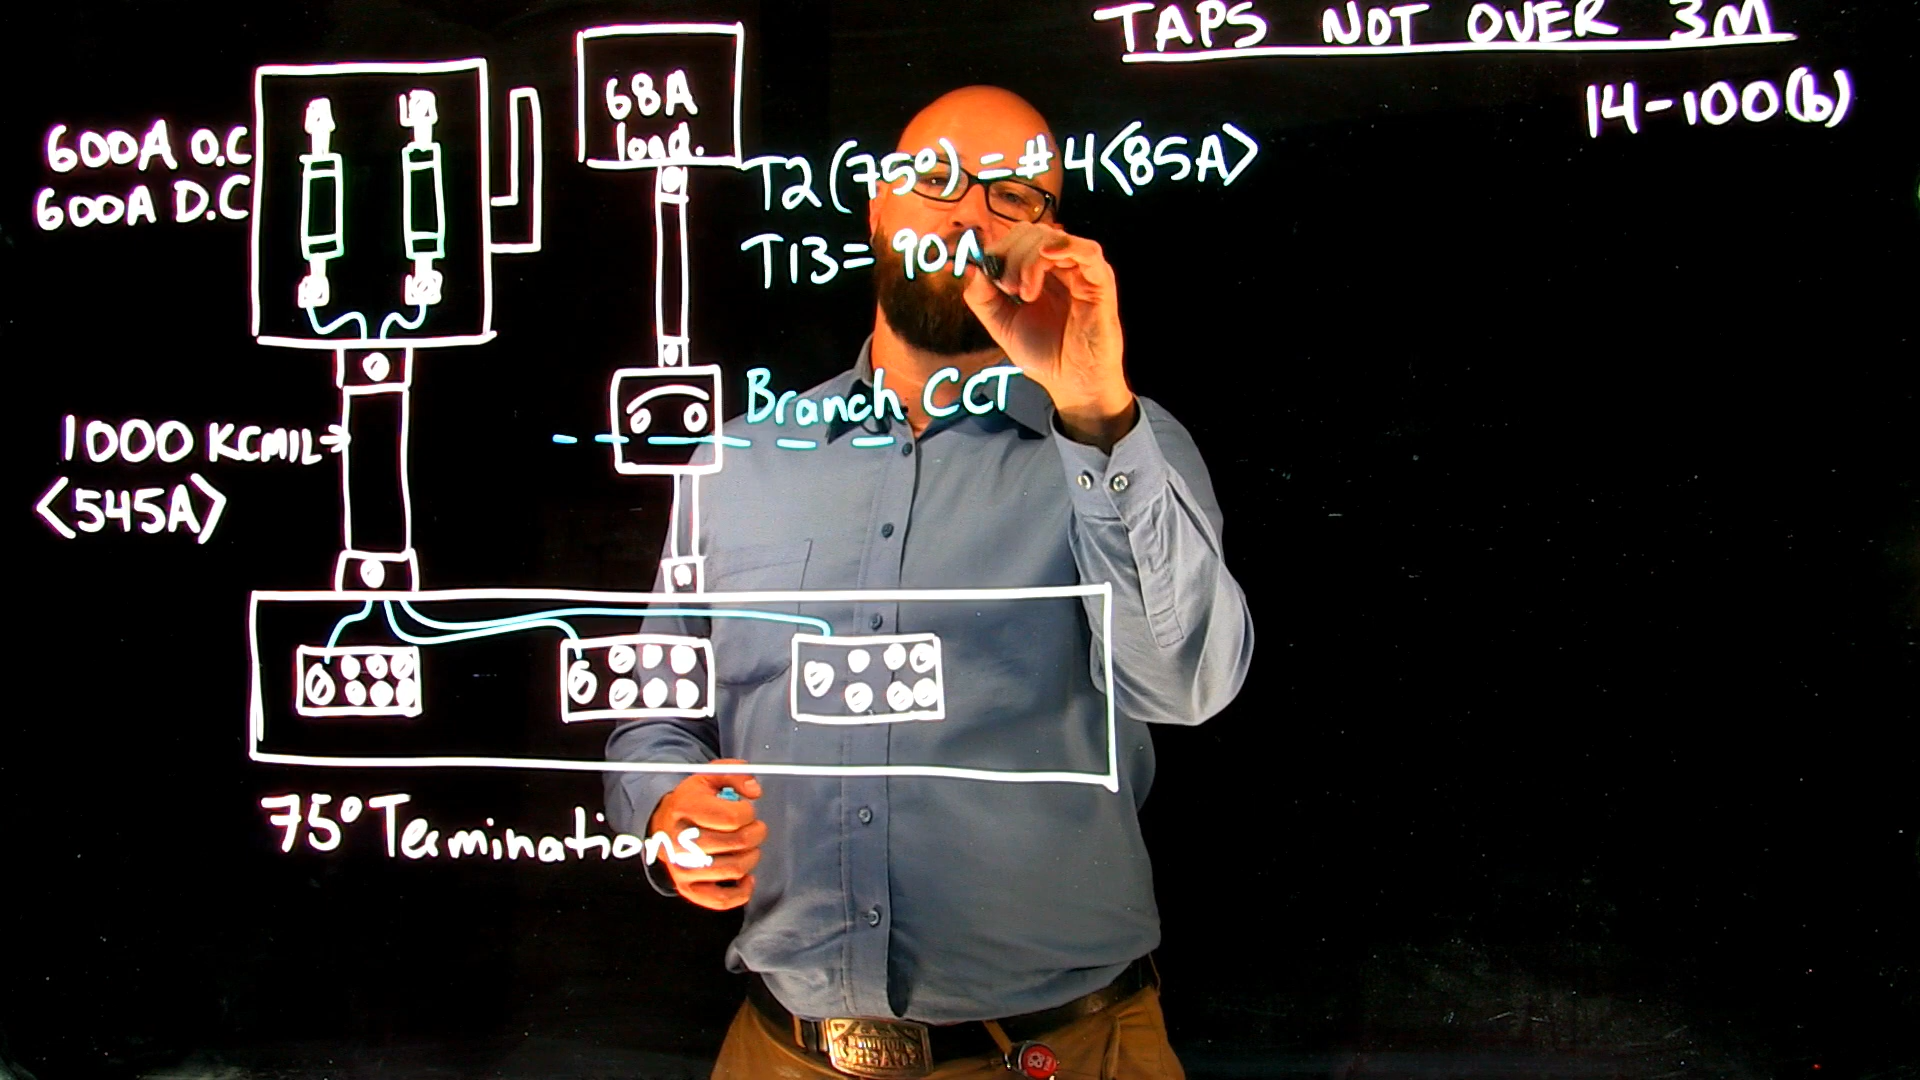 TAPS NOT OVER 3M
14-100(b)
600A O.C
600A D.C
68A
load.
T2 (75°) = #4<85A>
T13 = 90A
Branch CCT
1000 KCMIL→
<545A>
75° Terminations